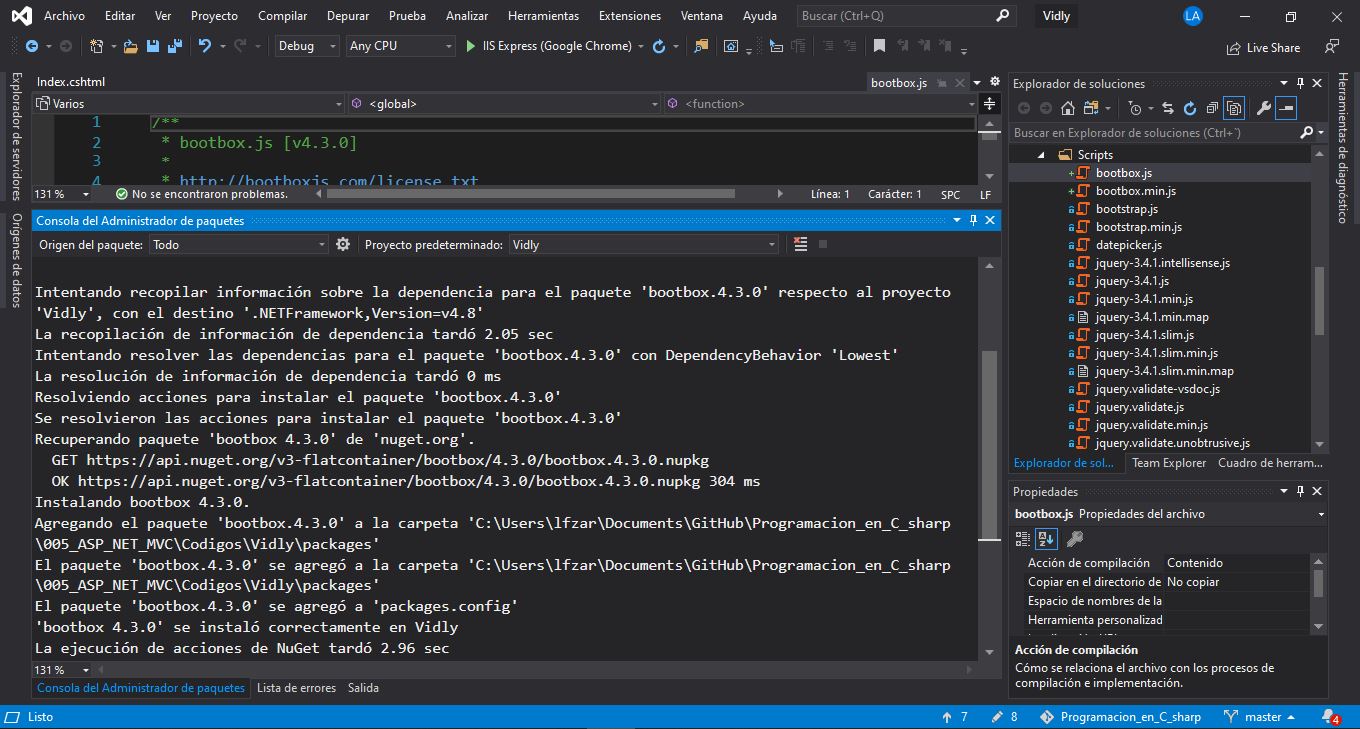 Archivo Editar Ver Proyecto Compilar Depurar Prueba Analizar Herramientas Extensiones Ventana Ayuda Buscar (Ctrl+Q) Vidly LA
Debug Any CPU IIS Express (Google Chrome) Live Share
Explorador de servidores
Orígenes de datos
Index.cshtml bootbox.js
Varios <global> <function>
1 /**
2 * bootbox.js [v4.3.0]
3 *
4 * http://bootboxjs.com/license.txt
131 % No se encontraron problemas. Línea: 1 Carácter: 1 SPC LF
Consola del Administrador de paquetes
Origen del paquete: Todo Proyecto predeterminado: Vidly
Intentando recopilar información sobre la dependencia para el paquete 'bootbox.4.3.0' respecto al proyecto
'Vidly', con el destino '.NETFramework,Version=v4.8'
La recopilación de información de dependencia tardó 2.05 sec
Intentando resolver las dependencias para el paquete 'bootbox.4.3.0' con DependencyBehavior 'Lowest'
La resolución de información de dependencia tardó 0 ms
Resolviendo acciones para instalar el paquete 'bootbox.4.3.0'
Se resolvieron las acciones para instalar el paquete 'bootbox.4.3.0'
Recuperando paquete 'bootbox 4.3.0' de 'nuget.org'.
GET https://api.nuget.org/v3-flatcontainer/bootbox/4.3.0/bootbox.4.3.0.nupkg
OK https://api.nuget.org/v3-flatcontainer/bootbox/4.3.0/bootbox.4.3.0.nupkg 304 ms
Instalando bootbox 4.3.0.
Agregando el paquete 'bootbox.4.3.0' a la carpeta 'C:\Users\lfzar\Documents\GitHub\Programacion_en_C_sharp
\005_ASP_NET_MVC\Codigos\Vidly\packages'
El paquete 'bootbox.4.3.0' se agregó a la carpeta 'C:\Users\lfzar\Documents\GitHub\Programacion_en_C_sharp
\005_ASP_NET_MVC\Codigos\Vidly\packages'
El paquete 'bootbox.4.3.0' se agregó a 'packages.config'
'bootbox 4.3.0' se instaló correctamente en Vidly
La ejecución de acciones de NuGet tardó 2.96 sec
131 %
Consola del Administrador de paquetes Lista de errores Salida
Explorador de soluciones
Buscar en Explorador de soluciones (Ctrl+´)
Scripts
bootbox.js
bootbox.min.js
bootstrap.js
bootstrap.min.js
datepicker.js
jquery-3.4.1.intellisense.js
jquery-3.4.1.js
jquery-3.4.1.min.js
jquery-3.4.1.min.map
jquery-3.4.1.slim.js
jquery-3.4.1.slim.min.js
jquery-3.4.1.slim.min.map
jquery.validate-vsdoc.js
jquery.validate.js
jquery.validate.min.js
jquery.validate.unobtrusive.js
Explorador de sol... Team Explorer Cuadro de herram...
Propiedades
bootbox.js Propiedades del archivo
Acción de compilación Contenido
Copiar en el directorio de No copiar
Espacio de nombres de la
Herramienta personalizad
Acción de compilación
Cómo se relaciona el archivo con los procesos de
compilación e implementación.
Herramientas de diagnóstico
Listo 7 8 Programacion_en_C_sharp master 4